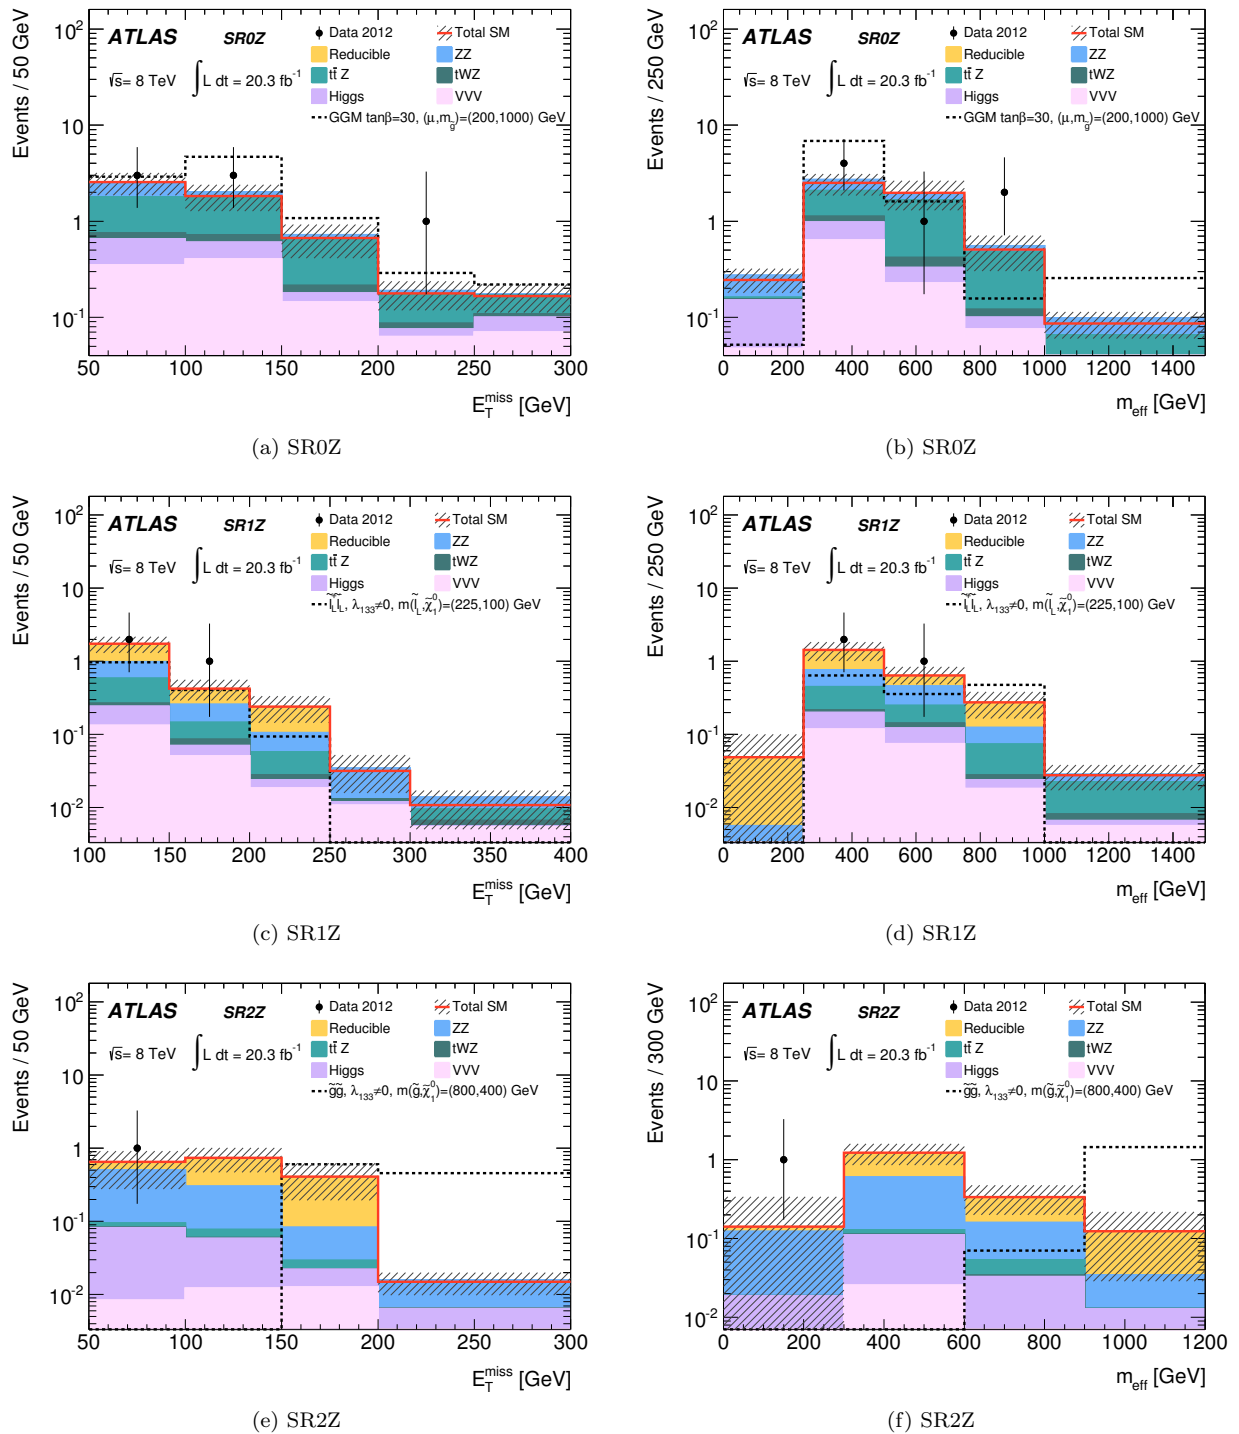 ATLAS SR0Z
√s= 8 TeV ∫ L dt = 20.3 fb⁻¹
Data 2012 Total SM
Reducible ZZ
tt̄ Z tWZ
Higgs VVV
GGM tanβ=30, (μ,m_g̃)=(200,1000) GeV
Events / 50 GeV
10²
10
1
10⁻¹
50 100 150 200 250 300
E_T^miss [GeV]
(a) SR0Z
ATLAS SR0Z
√s= 8 TeV ∫ L dt = 20.3 fb⁻¹
Data 2012 Total SM
Reducible ZZ
tt̄ Z tWZ
Higgs VVV
GGM tanβ=30, (μ,m_g̃)=(200,1000) GeV
Events / 250 GeV
10²
10
1
10⁻¹
0 200 400 600 800 1000 1200 1400
m_eff [GeV]
(b) SR0Z
ATLAS SR1Z
√s= 8 TeV ∫ L dt = 20.3 fb⁻¹
Data 2012 Total SM
Reducible ZZ
tt̄ Z tWZ
Higgs VVV
l̃_L l̃_L, λ₁₃₃≠0, m(l̃_L,χ̃₁⁰)=(225,100) GeV
Events / 50 GeV
10²
10
1
10⁻¹
10⁻²
100 150 200 250 300 350 400
E_T^miss [GeV]
(c) SR1Z
ATLAS SR1Z
√s= 8 TeV ∫ L dt = 20.3 fb⁻¹
Data 2012 Total SM
Reducible ZZ
tt̄ Z tWZ
Higgs VVV
l̃_L l̃_L, λ₁₃₃≠0, m(l̃_L,χ̃₁⁰)=(225,100) GeV
Events / 250 GeV
10²
10
1
10⁻¹
10⁻²
0 200 400 600 800 1000 1200 1400
m_eff [GeV]
(d) SR1Z
ATLAS SR2Z
√s= 8 TeV ∫ L dt = 20.3 fb⁻¹
Data 2012 Total SM
Reducible ZZ
tt̄ Z tWZ
Higgs VVV
g̃g̃, λ₁₃₃≠0, m(g̃,χ̃₁⁰)=(800,400) GeV
Events / 50 GeV
10²
10
1
10⁻¹
10⁻²
50 100 150 200 250 300
E_T^miss [GeV]
(e) SR2Z
ATLAS SR2Z
√s= 8 TeV ∫ L dt = 20.3 fb⁻¹
Data 2012 Total SM
Reducible ZZ
tt̄ Z tWZ
Higgs VVV
g̃g̃, λ₁₃₃≠0, m(g̃,χ̃₁⁰)=(800,400) GeV
Events / 300 GeV
10²
10
1
10⁻¹
10⁻²
0 200 400 600 800 1000 1200
m_eff [GeV]
(f) SR2Z